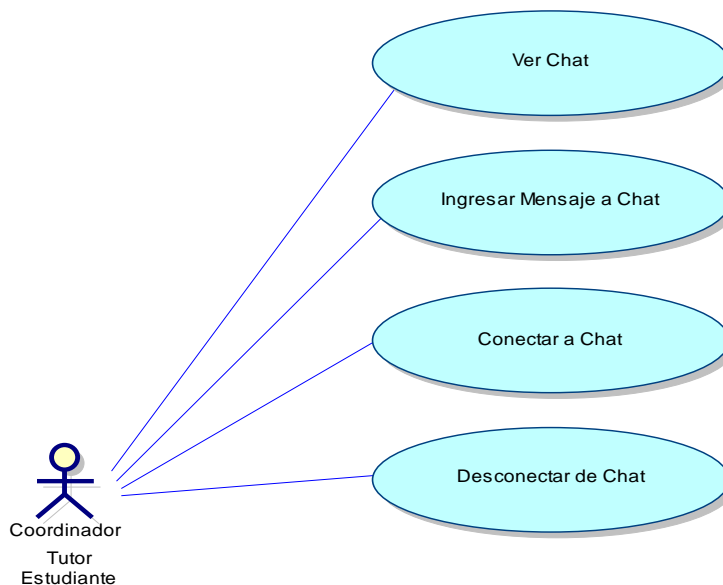 Ver Chat
Ingresar Mensaje a Chat
Conectar a Chat
Desconectar de Chat
Coordinador
Tutor
Estudiante